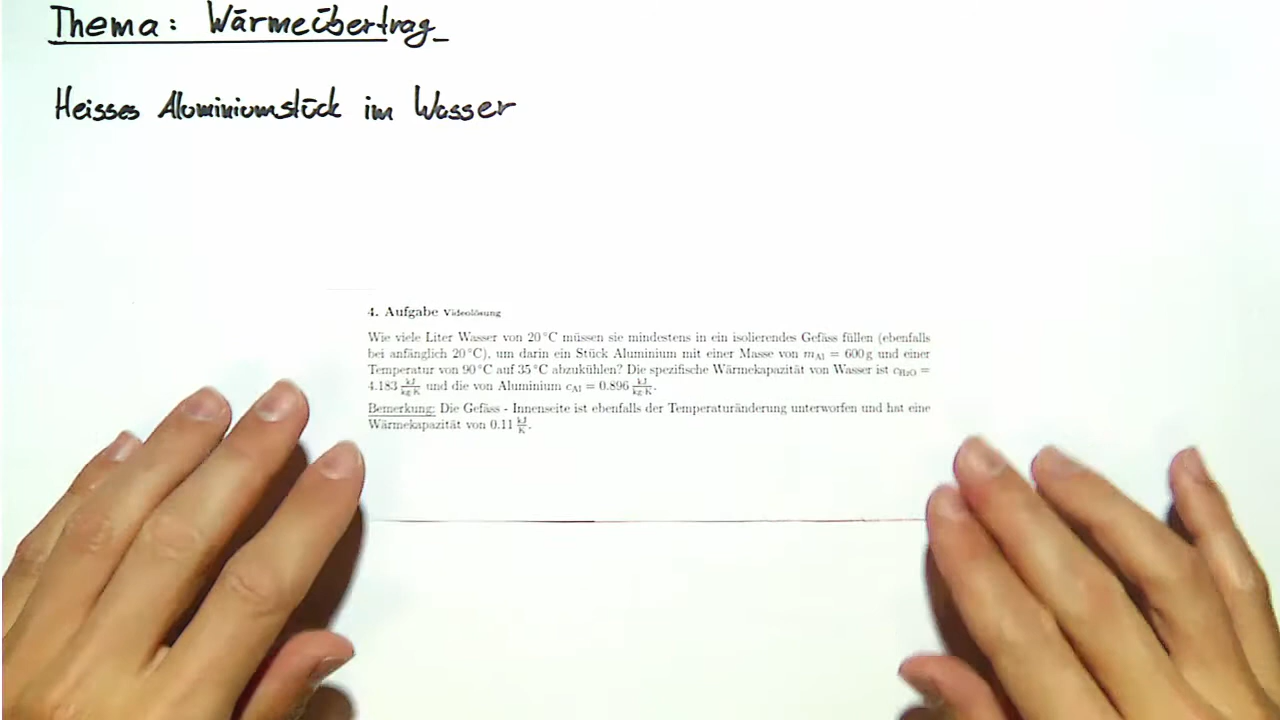 Thema: Wärmeübertrag_
Heisses Aluminiumstück im Wasser
4. Aufgabe Videolösung
Wie viele Liter Wasser von 20 °C müssen sie mindestens in ein isolierendes Gefäss füllen (ebenfalls
bei anfänglich 20 °C), um darin ein Stück Aluminium mit einer Masse von m_Al = 600 g und einer
Temperatur von 90 °C auf 35 °C abzukühlen? Die spezifische Wärmekapazität von Wasser ist c_H2O =
4.183 kJ/kg·K und die von Aluminium c_Al = 0.896 kJ/kg·K.
Bemerkung: Die Gefäss - Innenseite ist ebenfalls der Temperaturänderung unterworfen und hat eine
Wärmekapazität von 0.11 kJ/K.